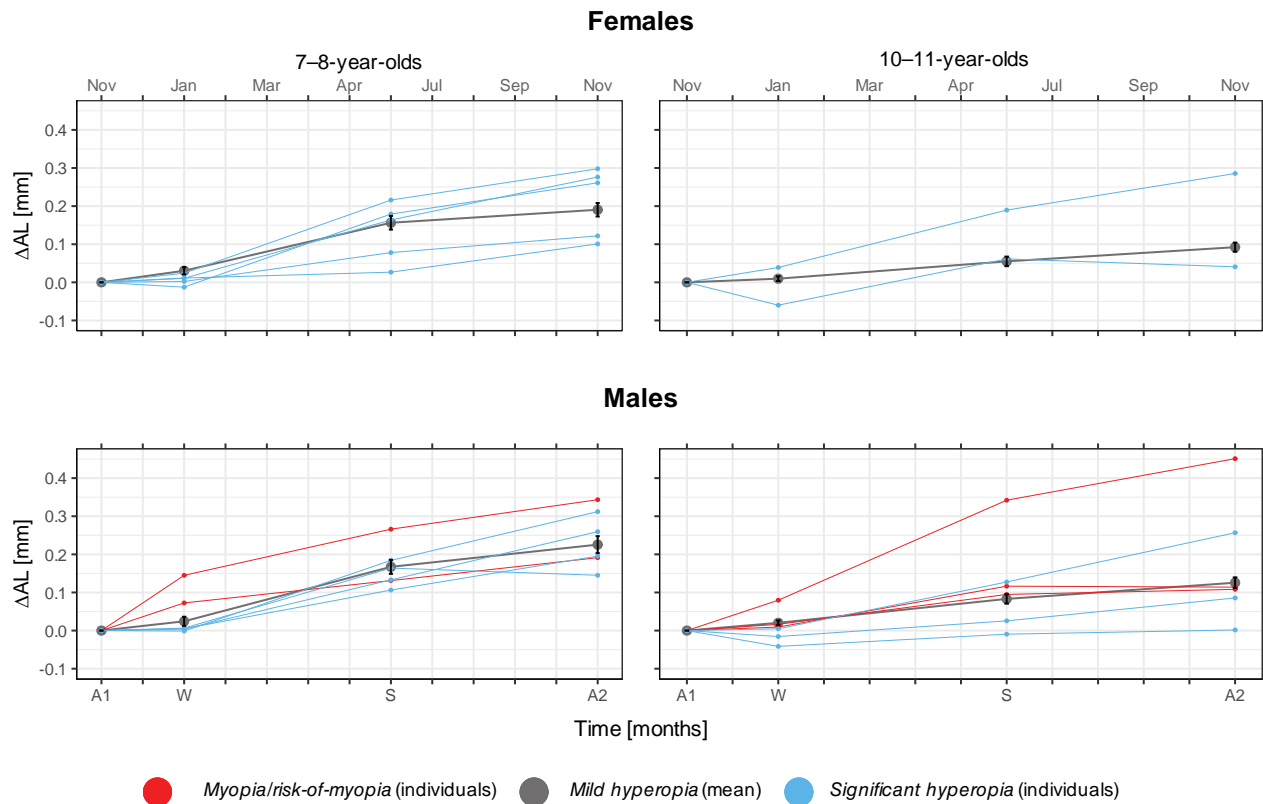 Females
7–8-year-olds
10–11-year-olds
Nov Jan Mar Apr Jul Sep Nov
Nov Jan Mar Apr Jul Sep Nov
ΔAL [mm]
0.4
0.3
0.2
0.1
0.0
-0.1
Males
ΔAL [mm]
0.4
0.3
0.2
0.1
0.0
-0.1
A1 W S A2
A1 W S A2
Time [months]
Myopia/risk-of-myopia (individuals) Mild hyperopia (mean) Significant hyperopia (individuals)